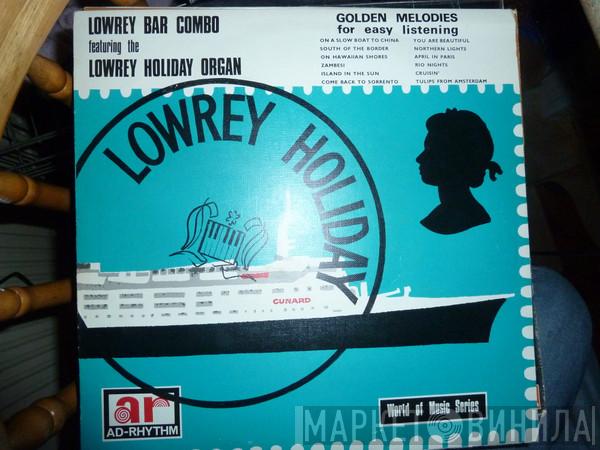 LOWREY BAR COMBO
featuring the
LOWREY HOLIDAY ORGAN
GOLDEN MELODIES
for easy listening
ON A SLOW BOAT TO CHINA
SOUTH OF THE BORDER
ON HAWAIIAN SHORES
ZAMBESI
ISLAND IN THE SUN
COME BACK TO SORRENTO
YOU ARE BEAUTIFUL
NORTHERN LIGHTS
APRIL IN PARIS
RIO NIGHTS
CRUISIN'
TULIPS FROM AMSTERDAM
LOWREY HOLIDAY
CUNARD
ar
AD-RHYTHM
World of Music Series
МАРКЕТ ВИНИЛА